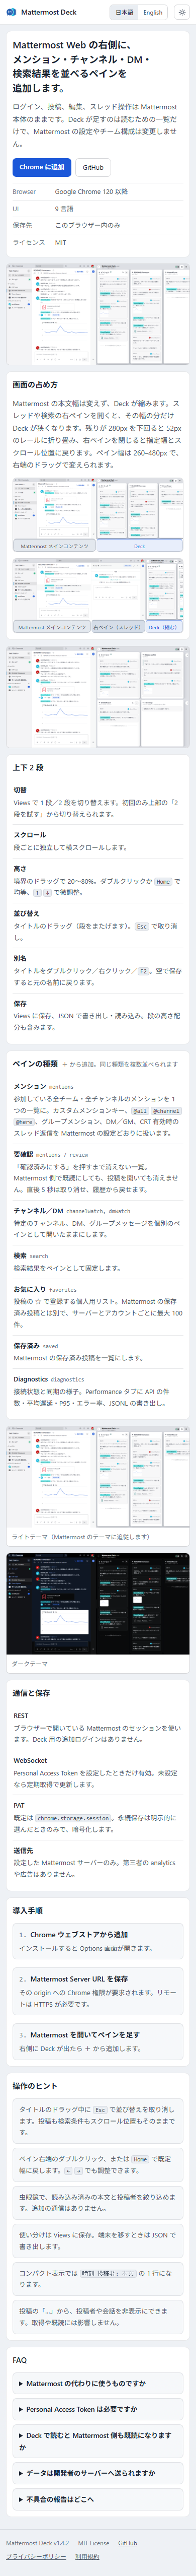 Mattermost Deck
日本語
English
Mattermost Web の右側に、
メンション・チャンネル・DM・
検索結果を並べるペインを
追加します。
ログイン、投稿、編集、スレッド操作は Mattermost
本体のままです。Deck が足すのは読むための一覧だ
けで、Mattermost の設定やチーム構成は変更しませ
ん。
Chrome に追加
GitHub
Browser
Google Chrome 120 以降
UI
9 言語
保存先
このブラウザー内のみ
ライセンス
MIT
画面の占め方
Mattermost の本文幅は変えず、Deck が縮みます。ス
レッドや検索の右ペインを開くと、その幅の分だけ
Deck が狭くなります。残りが 280px を下回ると 52px
のレールに折り畳み、右ペインを閉じると指定幅とス
クロール位置に戻ります。ペイン幅は 260–480px で、
右端のドラッグで変えられます。
Mattermost メインコンテンツ
Deck
Mattermost メインコンテンツ
右ペイン（スレッド）
Deck（縮む）
上下 2 段
切替
Views で 1 段／2 段を切り替えます。初回のみ上部の「2
段を試す」から切り替えられます。
スクロール
段ごとに独立して横スクロールします。
高さ
境界のドラッグで 20〜80%。ダブルクリックか Home で
均等、↑ ↓ で微調整。
並び替え
タイトルのドラッグ（段をまたげます）。Esc で取り消
し。
別名
タイトルをダブルクリック／右クリック／F2。空で保存
すると元の名前に戻ります。
保存
Views に保存、JSON で書き出し・読み込み。段の高さ配
分も含みます。
ペインの種類 ＋ から追加。同じ種類を複数並べられます
メンション mentions
参加している全チーム・全チャンネルのメンションを 1
つの一覧に。カスタムメンションキー、@all @channel
@here、グループメンション、DM／GM、CRT 有効時の
スレッド返信を Mattermost の設定どおりに扱います。
要確認 mentions / review
「確認済みにする」を押すまで消えない一覧。
Mattermost 側で既読にしても、投稿を開いても消えませ
ん。直後 5 秒は取り消せ、履歴から戻せます。
チャンネル／DM channelwatch, dmwatch
特定のチャンネル、DM、グループメッセージを個別のペ
インとして開いたままにします。
検索 search
検索結果をペインとして固定します。
お気に入り favorites
投稿の ☆ で登録する個人用リスト。Mattermost の保存
済み投稿とは別で、サーバーとアカウントごとに最大 100
件。
保存済み saved
Mattermost の保存済み投稿を一覧にします。
Diagnostics diagnostics
接続状態と同期の様子。Performance タブに API の件
数・平均遅延・P95・エラー率、JSONL の書き出し。
ライトテーマ（Mattermost のテーマに追従します）
ダークテーマ
通信と保存
REST
ブラウザーで開いている Mattermost のセッションを使い
ます。Deck 用の追加ログインはありません。
WebSocket
Personal Access Token を設定したときだけ有効。未設定
なら定期取得で更新します。
PAT
既定は chrome.storage.session。永続保存は明示的に
選んだときのみで、暗号化します。
送信先
設定した Mattermost サーバーのみ。第三者の analytics
や広告はありません。
導入手順
1. Chrome ウェブストアから追加
インストールすると Options 画面が開きます。
2. Mattermost Server URL を保存
その origin への Chrome 権限が要求されます。リモー
トは HTTPS が必要です。
3. Mattermost を開いてペインを足す
右側に Deck が出たら ＋ から追加します。
操作のヒント
タイトルのドラッグ中に Esc で並び替えを取り消し
ます。投稿も検索条件もスクロール位置もそのままで
す。
ペイン右端のダブルクリック、または Home で既定
幅に戻します。← → でも調整できます。
虫眼鏡で、読み込み済みの本文と投稿者を絞り込めま
す。追加の通信はありません。
使い分けは Views に保存。端末を移すときは JSON で
書き出します。
コンパクト表示では 時刻 投稿者: 本文 の 1 行にな
ります。
投稿の「…」から、投稿者や会話を非表示にできま
す。取得や既読には影響しません。
FAQ
▶ Mattermost の代わりに使うものですか
▶ Personal Access Token は必要ですか
▶ Deck で読むと Mattermost 側も既読になります
か
▶ データは開発者のサーバーへ送られますか
▶ 不具合の報告はどこへ
Mattermost Deck v1.4.2
MIT License
GitHub
プライバシーポリシー
利用規約